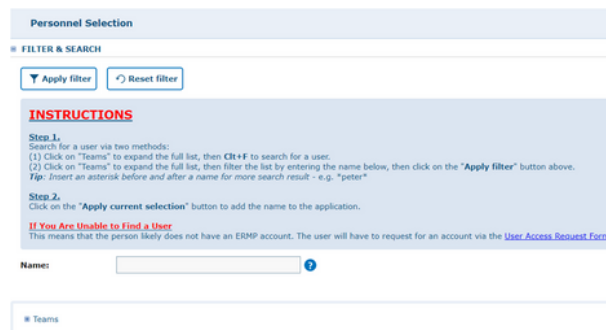 Personnel Selection
FILTER & SEARCH
Apply filter
Reset filter
INSTRUCTIONS
Step 1.
Search for a user via two methods:
(1) Click on "Teams" to expand the full list, then Clt+F to search for a user.
(2) Click on "Teams" to expand the full list, then filter the list by entering the name below, then click on the "Apply filter" button above.
Tip: Insert an asterisk before and after a name for more search result - e.g. *peter*
Step 2.
Click on the "Apply current selection" button to add the name to the application.
If You Are Unable to Find a User
This means that the person likely does not have an ERMP account. The user will have to request for an account via the User Access Request Form
Name:
?
Teams